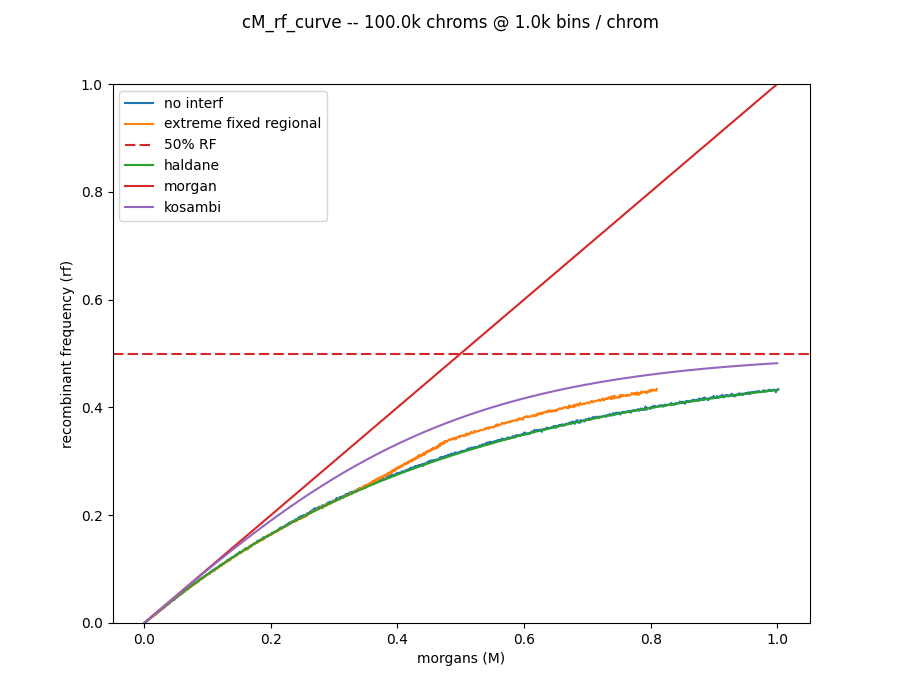 cM_rf_curve -- 100.0k chroms @ 1.0k bins / chrom
no interf
extreme fixed regional
50% RF
haldane
morgan
kosambi
recombinant frequency (rf)
1.0
0.8
0.6
0.4
0.2
0.0
0.0 0.2 0.4 0.6 0.8 1.0
morgans (M)